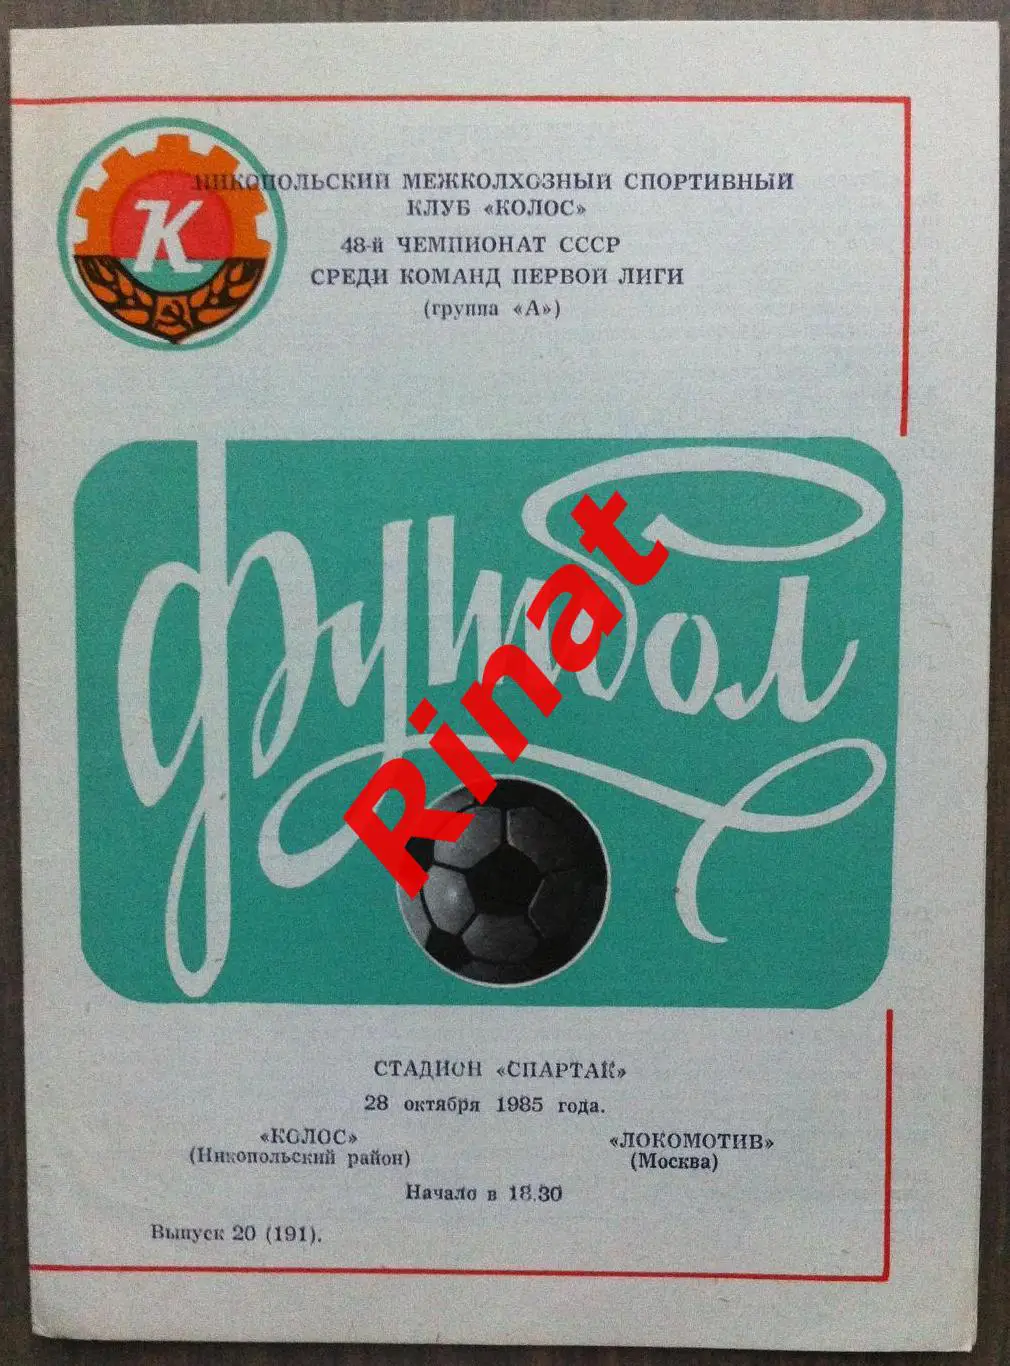 НИКОПОЛЬСКИЙ МЕЖКОЛХОЗНЫЙ СПОРТИВНЫЙ
КЛУБ «КОЛОС»
48-й ЧЕМПИОНАТ СССР
СРЕДИ КОМАНД ПЕРВОЙ ЛИГИ
(группа «А»)
К
футбол
Rinat
СТАДИОН «СПАРТАК»
28 октября 1985 года.
«КОЛОС» «ЛОКОМОТИВ»
(Никопольский район) (Москва)
Начало в 18.30
Выпуск 20 (191).